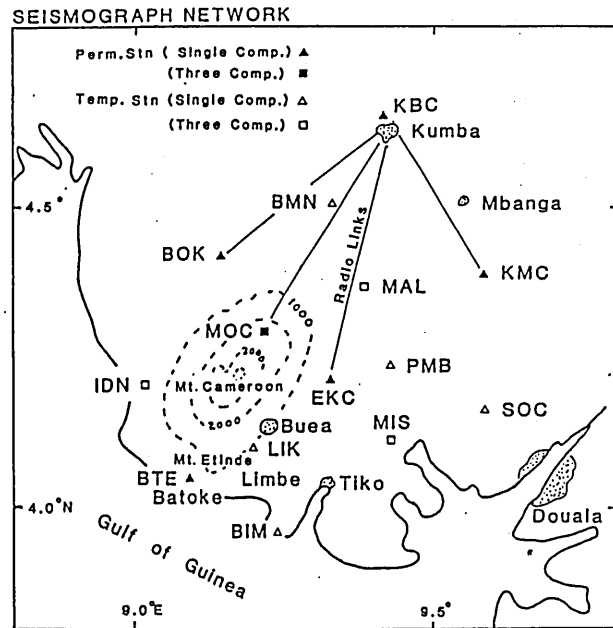 SEISMOGRAPH NETWORK
Perm.Stn ( Single Comp.)
(Three Comp.)
Temp. Stn (Single Comp.)
(Three Comp.)
KBC
Kumba
BMN
Mbanga
4.5°
Radio Links
BOK
KMC
MAL
1000
MOC
Mt. Cameroon
PMB
IDN
EKC
2000
SOC
Buea
MIS
LIK
Mt. Etinde
BTE
Limbe
Tiko
Batoke
4.0°N
Douala
BIM
Gulf of Guinea
9.0°E
9.5°